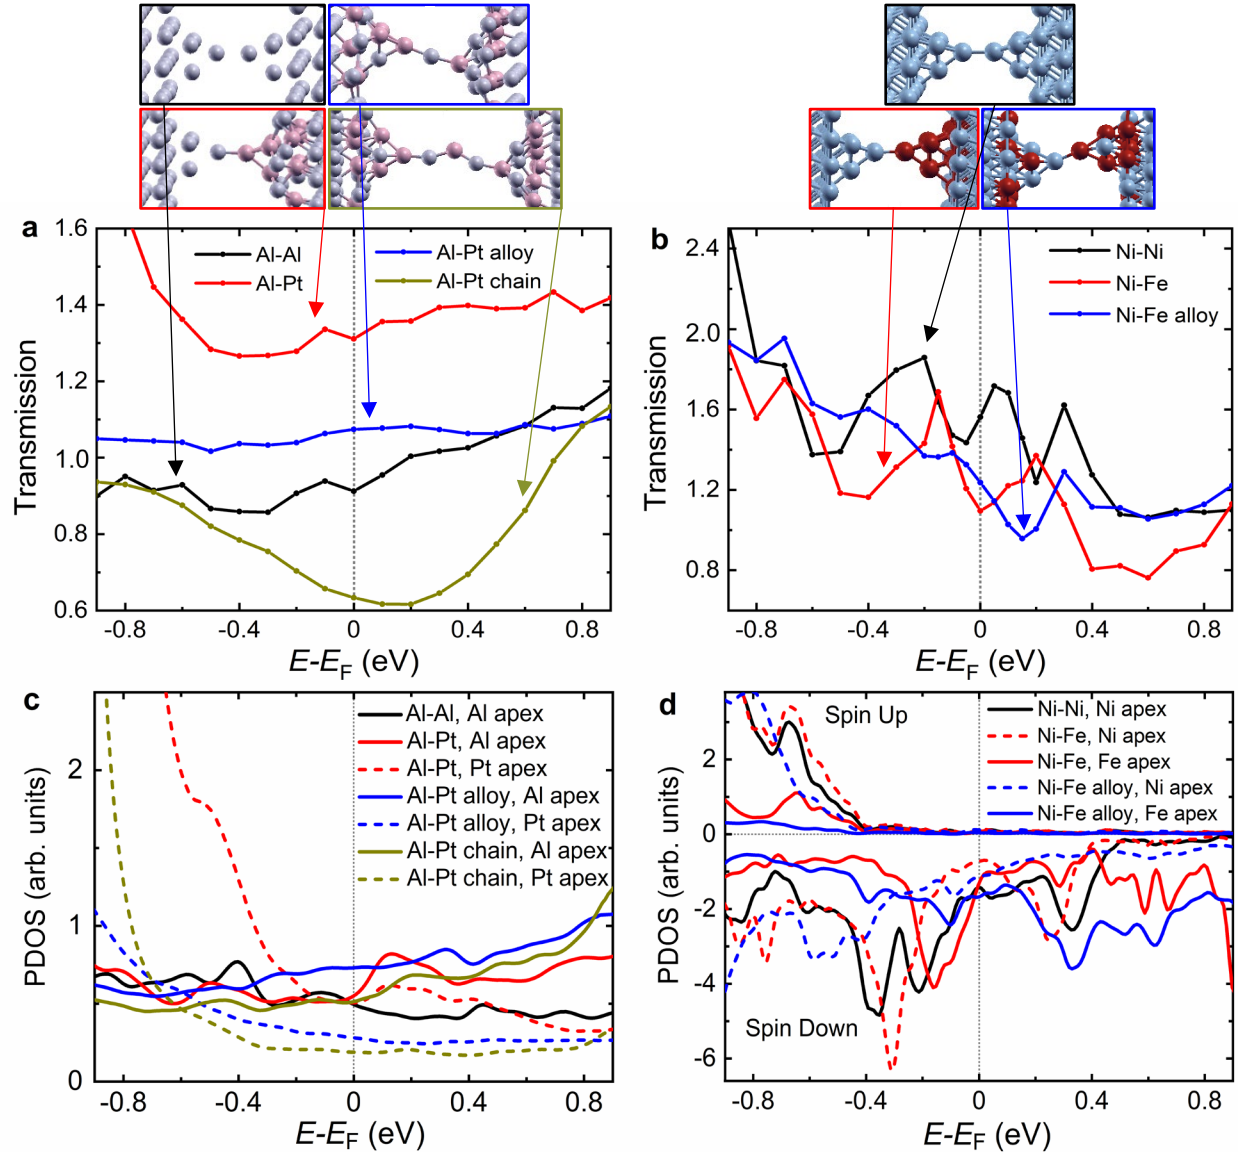 a
1.6
1.4
1.2
1.0
0.8
0.6
Transmission
Al-Al
Al-Pt
Al-Pt alloy
Al-Pt chain
-0.8
-0.4
0
0.4
0.8
E-EF (eV)
b
2.4
2.0
1.6
1.2
0.8
Transmission
Ni-Ni
Ni-Fe
Ni-Fe alloy
-0.8
-0.4
0
0.4
0.8
E-EF (eV)
c
2
1
0
PDOS (arb. units)
Al-Al, Al apex
Al-Pt, Al apex
Al-Pt, Pt apex
Al-Pt alloy, Al apex
Al-Pt alloy, Pt apex
Al-Pt chain, Al apex
Al-Pt chain, Pt apex
-0.8
-0.4
0
0.4
0.8
E-EF (eV)
d
2
0
-2
-4
-6
PDOS (arb. units)
Spin Up
Spin Down
Ni-Ni, Ni apex
Ni-Fe, Ni apex
Ni-Fe, Fe apex
Ni-Fe alloy, Ni apex
Ni-Fe alloy, Fe apex
-0.8
-0.4
0
0.4
0.8
E-EF (eV)